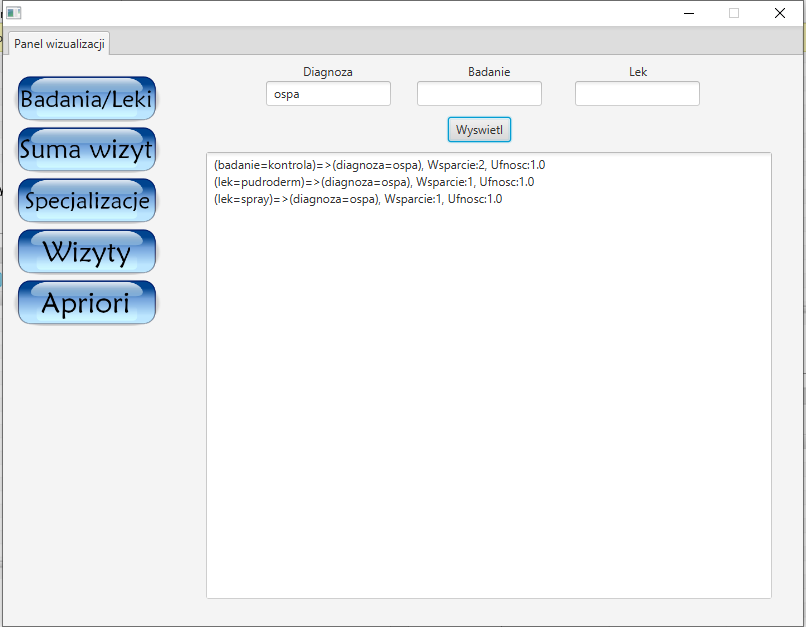 Panel wizualizacji
Badania/Leki
Suma wizyt
Specjalizacje
Wizyty
Apriori
Diagnoza
Badanie
Lek
ospa
Wyswietl
(badanie=kontrola)=>(diagnoza=ospa), Wsparcie:2, Ufnosc:1.0
(lek=pudroderm)=>(diagnoza=ospa), Wsparcie:1, Ufnosc:1.0
(lek=spray)=>(diagnoza=ospa), Wsparcie:1, Ufnosc:1.0